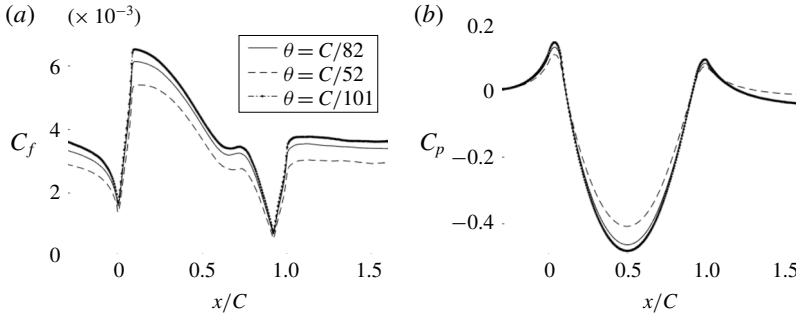 (a)
(× 10⁻³)
6
4
2
0
C_f
θ = C/82
θ = C/52
θ = C/101
0
0.5
1.0
1.5
x/C
(b)
0.2
0
−0.2
−0.4
C_p
0
0.5
1.0
1.5
x/C